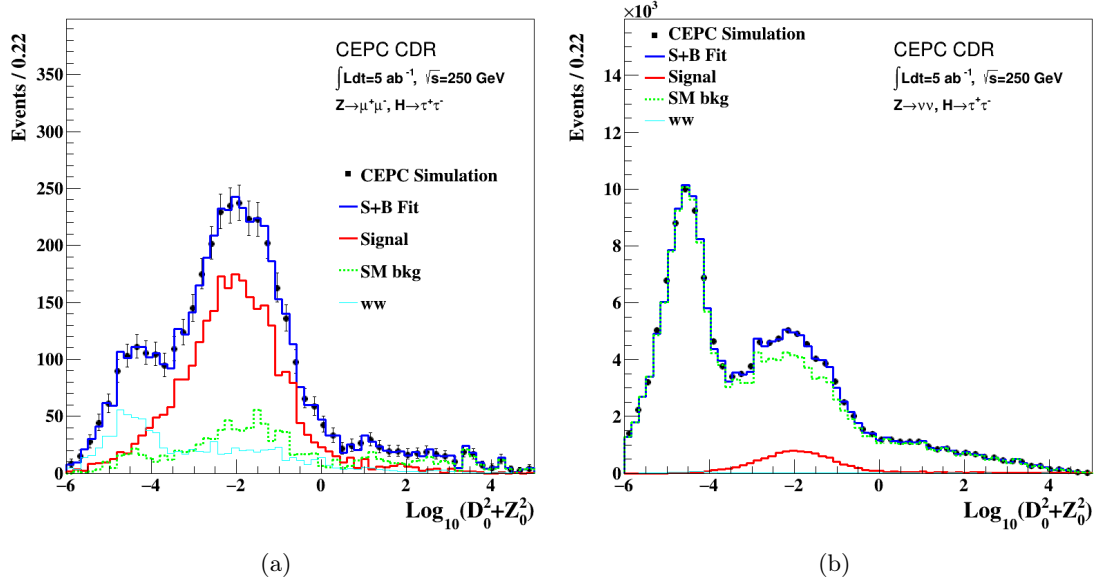 CEPC CDR
∫Ldt=5 ab⁻¹, √s=250 GeV
Z→μ⁺μ⁻, H→τ⁺τ⁻
CEPC Simulation
S+B Fit
Signal
SM bkg
ww
Events / 0.22
350
300
250
200
150
100
50
0
−6 −4 −2 0 2 4
Log₁₀(D₀²+Z₀²)
(a)
×10³
CEPC Simulation
S+B Fit
Signal
SM bkg
ww
CEPC CDR
∫Ldt=5 ab⁻¹, √s=250 GeV
Z→νν, H→τ⁺τ⁻
Events / 0.22
14
12
10
8
6
4
2
0
−6 −4 −2 0 2 4
Log₁₀(D₀²+Z₀²)
(b)